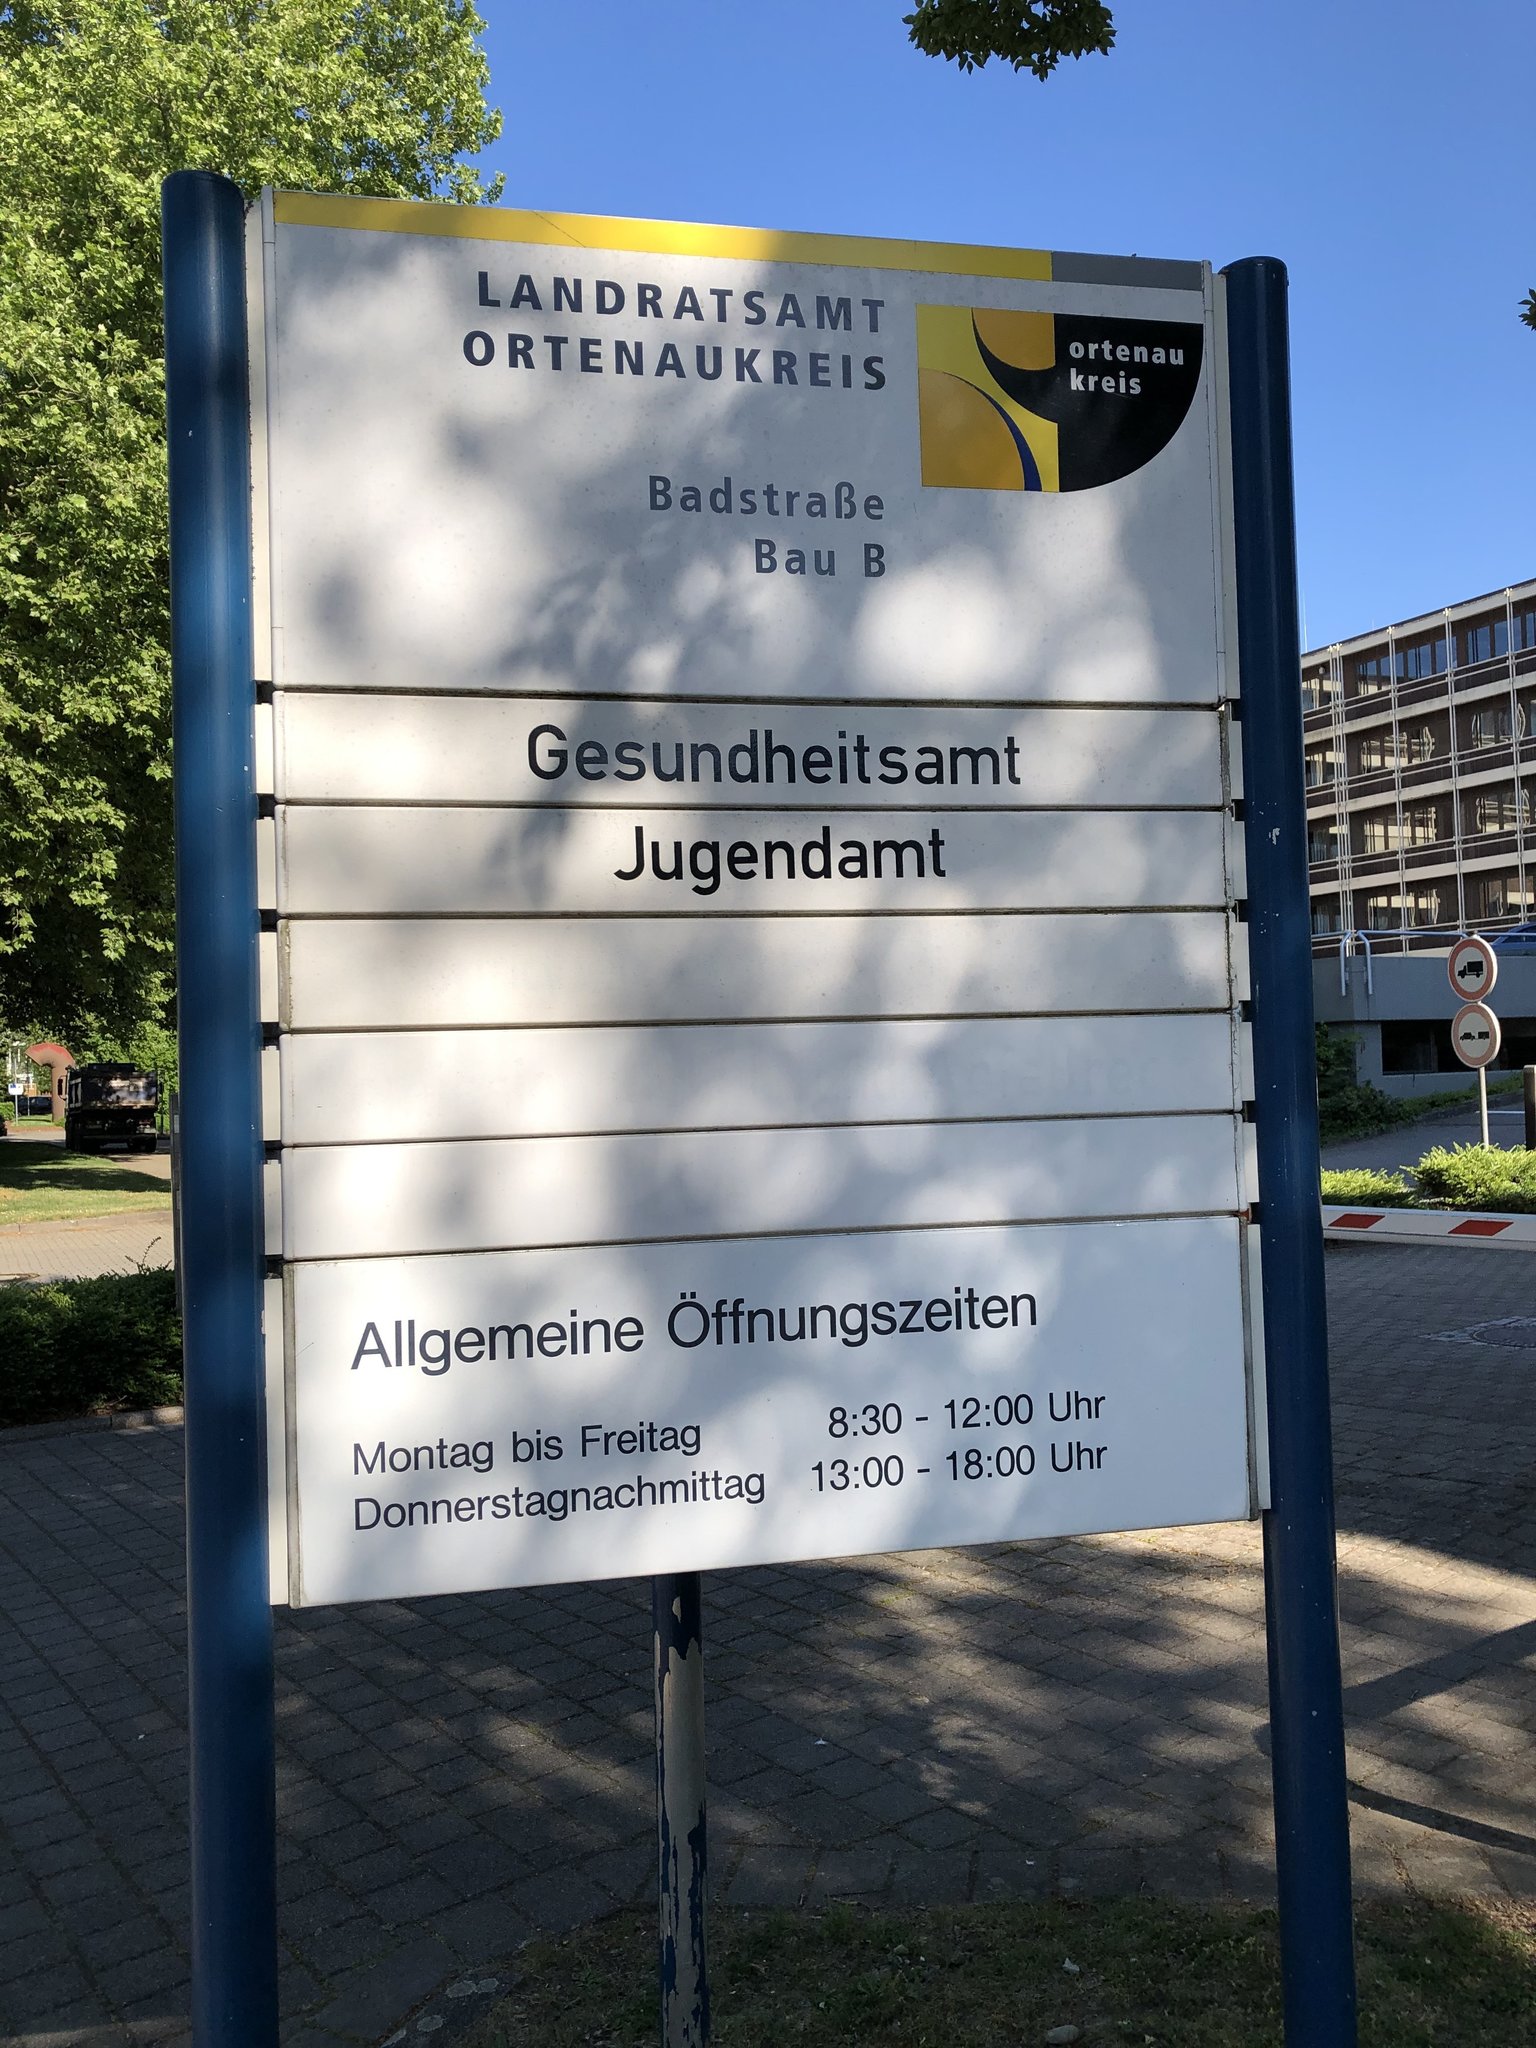 LANDRATSAMT
ORTENAUKREIS
ortenau
kreis
Badstraße
Bau B
Gesundheitsamt
Jugendamt
Allgemeine Öffnungszeiten
Montag bis Freitag 8:30 - 12:00 Uhr
Donnerstagnachmittag 13:00 - 18:00 Uhr